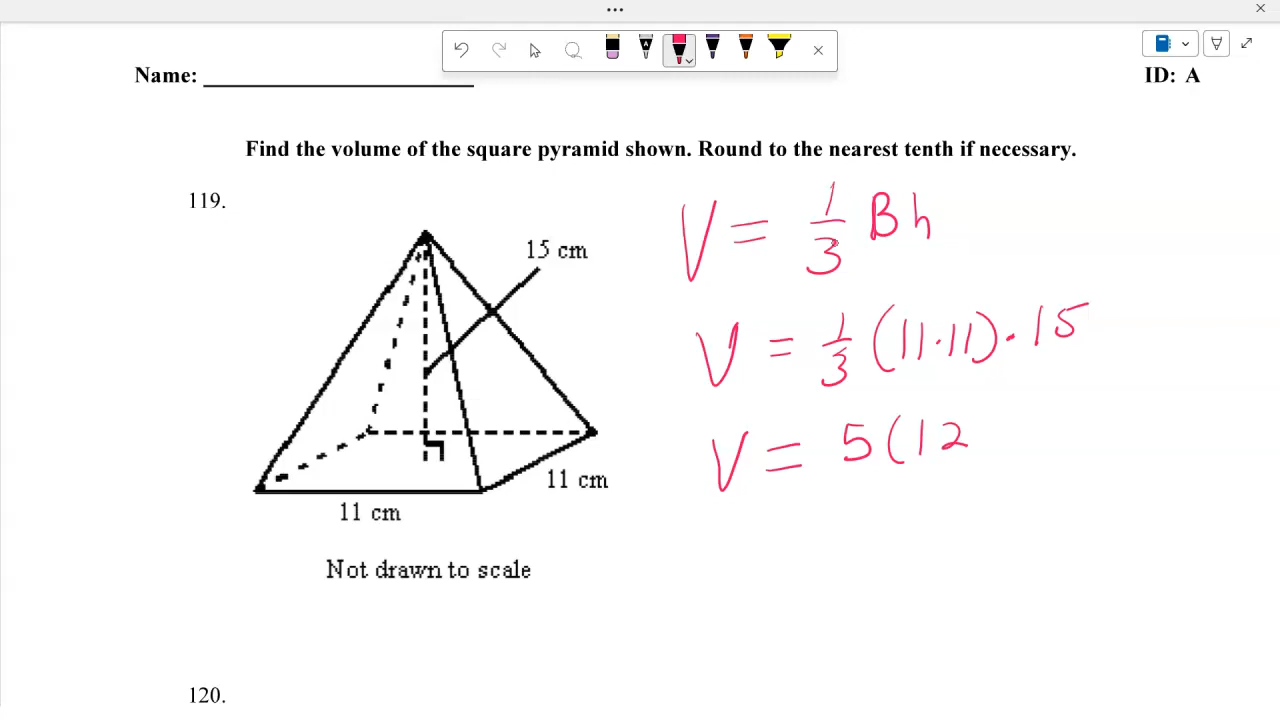 Name: ____________________ ID: A
Find the volume of the square pyramid shown. Round to the nearest tenth if necessary.
119.
V = 1/3 Bh
15 cm
V = 1/3 (11·11)·15
V = 5(12
11 cm
11 cm
Not drawn to scale
120.